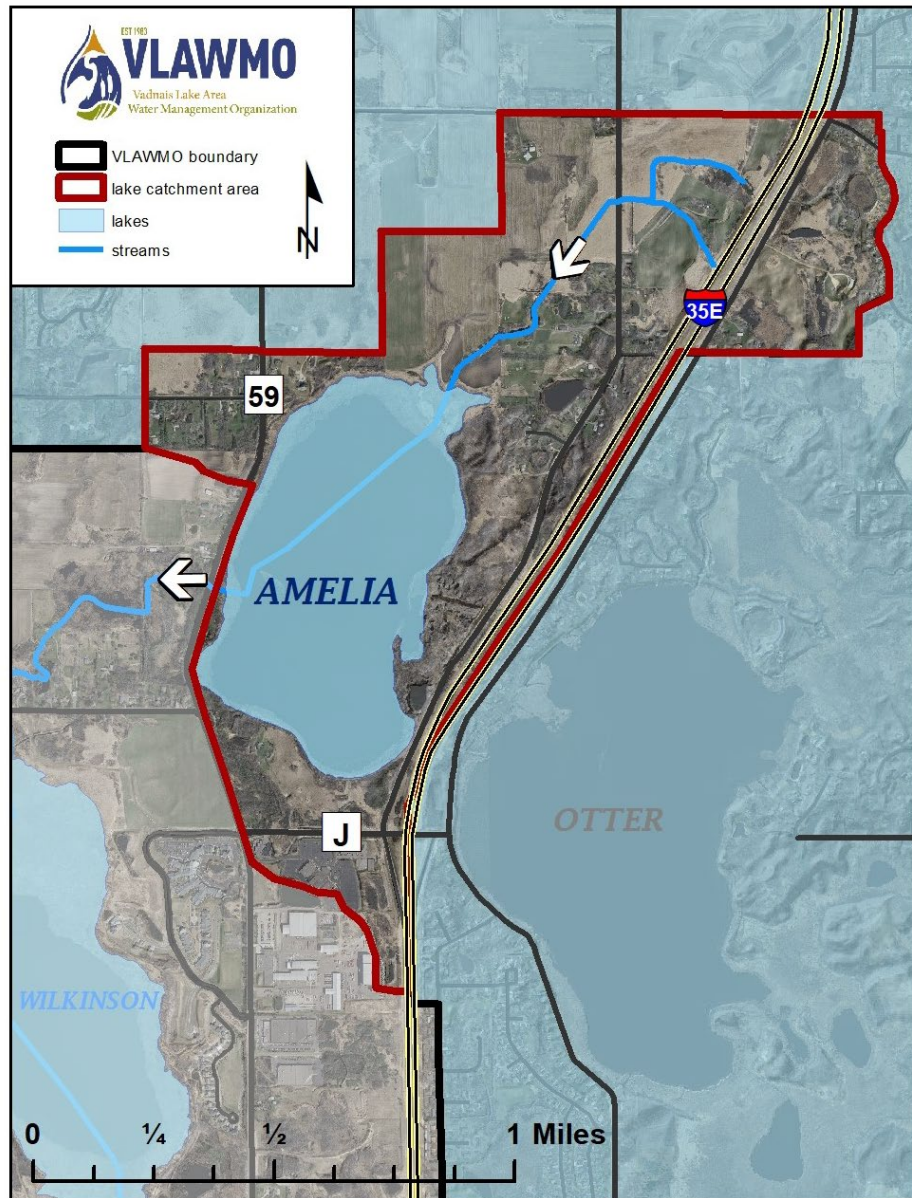 EST 1983
VLAWMO
Vadnais Lake Area
Water Management Organization
VLAWMO boundary
lake catchment area
lakes
streams
N
35E
59
AMELIA
J
OTTER
WILKINSON
0 ¼ ½ 1 Miles